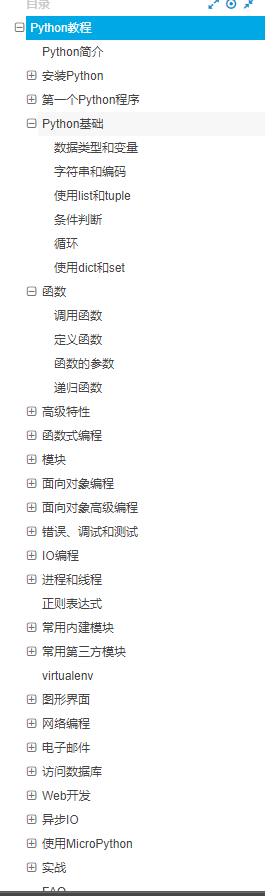 目录
Python教程
Python简介
安装Python
第一个Python程序
Python基础
数据类型和变量
字符串和编码
使用list和tuple
条件判断
循环
使用dict和set
函数
调用函数
定义函数
函数的参数
递归函数
高级特性
函数式编程
模块
面向对象编程
面向对象高级编程
错误、调试和测试
IO编程
进程和线程
正则表达式
常用内建模块
常用第三方模块
virtualenv
图形界面
网络编程
电子邮件
访问数据库
Web开发
异步IO
使用MicroPython
实战
FAQ